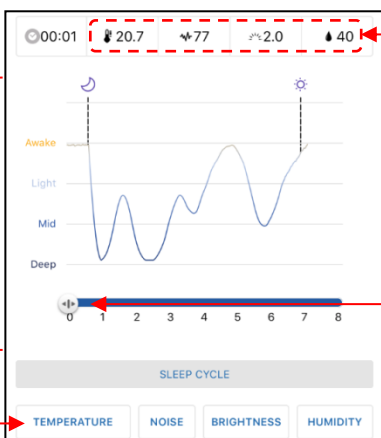 00:01 20.7 77 2.0 40
Awake
Light
Mid
Deep
0 1 2 3 4 5 6 7 8
SLEEP CYCLE
TEMPERATURE NOISE BRIGHTNESS HUMIDITY